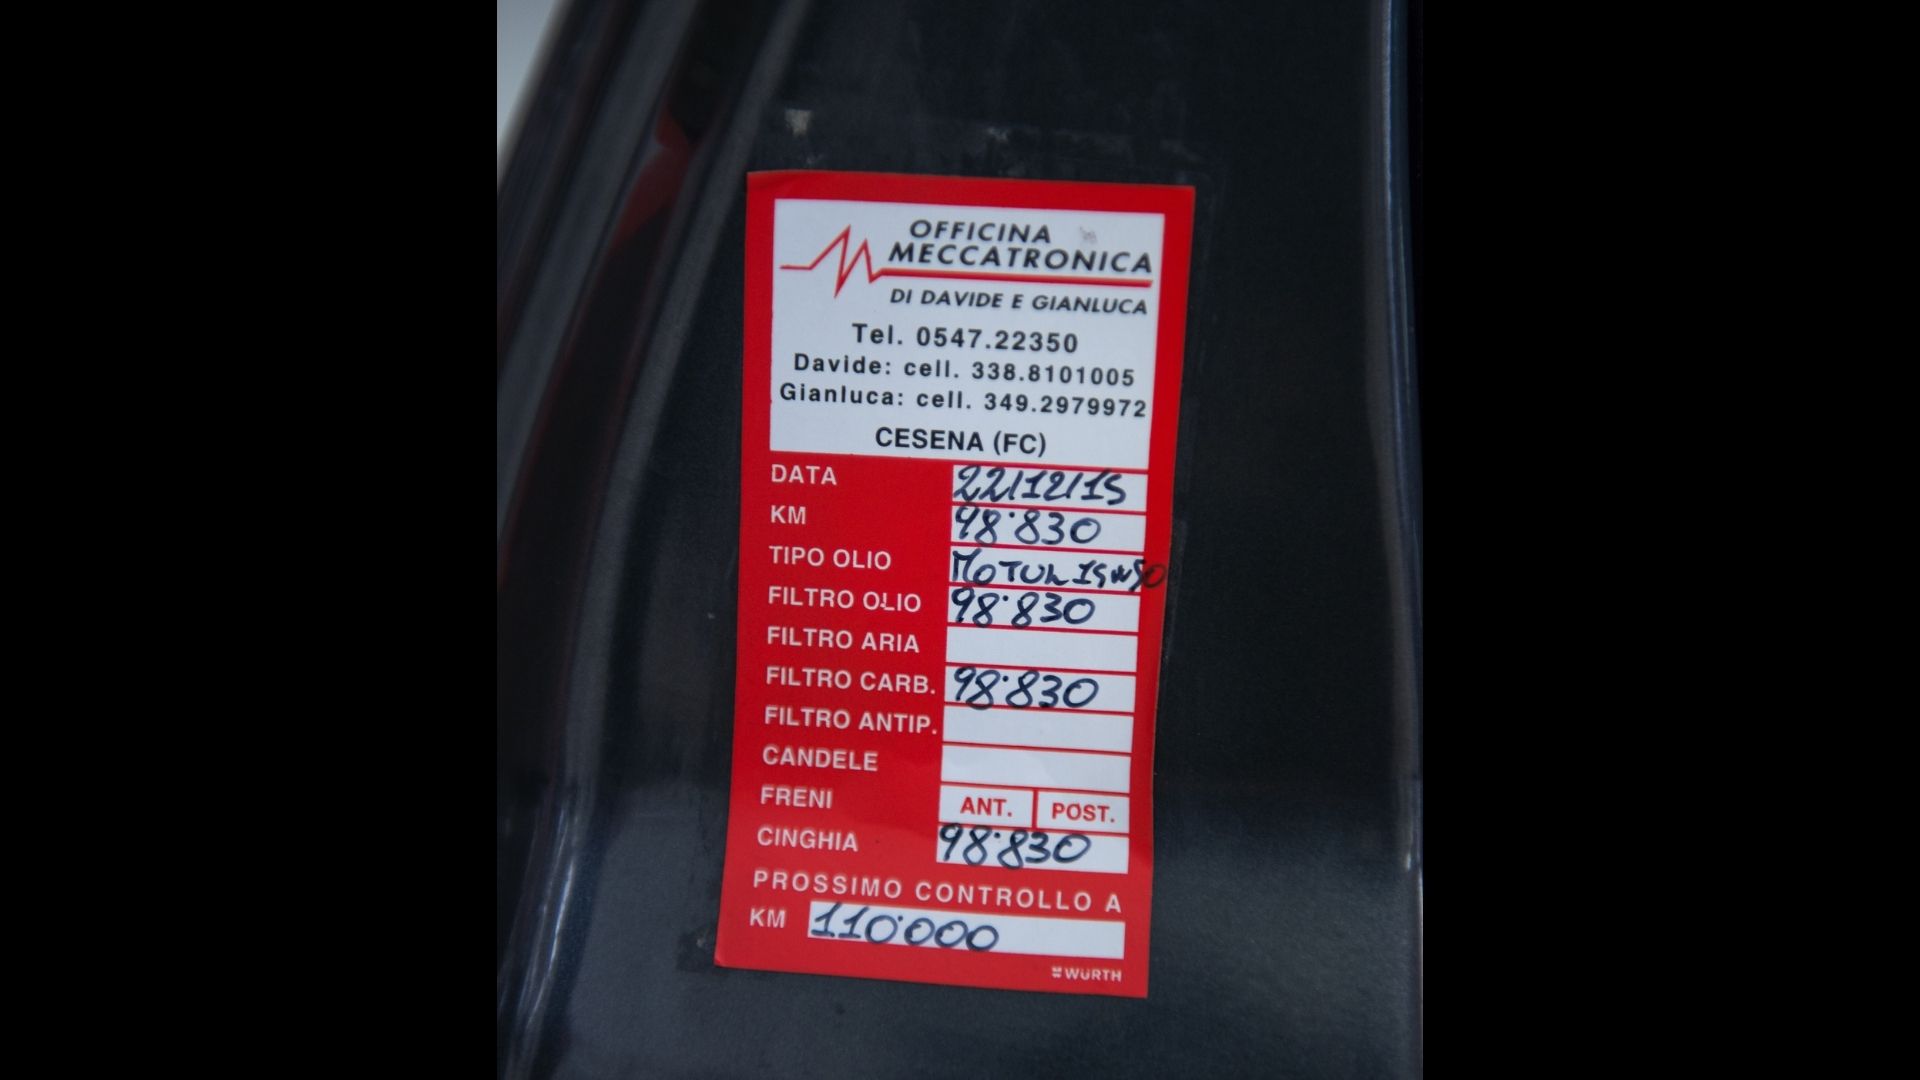 OFFICINA
MECCATRONICA
DI DAVIDE E GIANLUCA
Tel. 0547.22350
Davide: cell. 338.8101005
Gianluca: cell. 349.2979972
CESENA (FC)
DATA 22/12/15
KM 98'830
TIPO OLIO MOTUL 15W50
FILTRO OLIO 98'830
FILTRO ARIA
FILTRO CARB. 98'830
FILTRO ANTIP.
CANDELE
FRENI ANT. POST.
CINGHIA 98'830
PROSSIMO CONTROLLO A
KM 110'000
WÜRTH